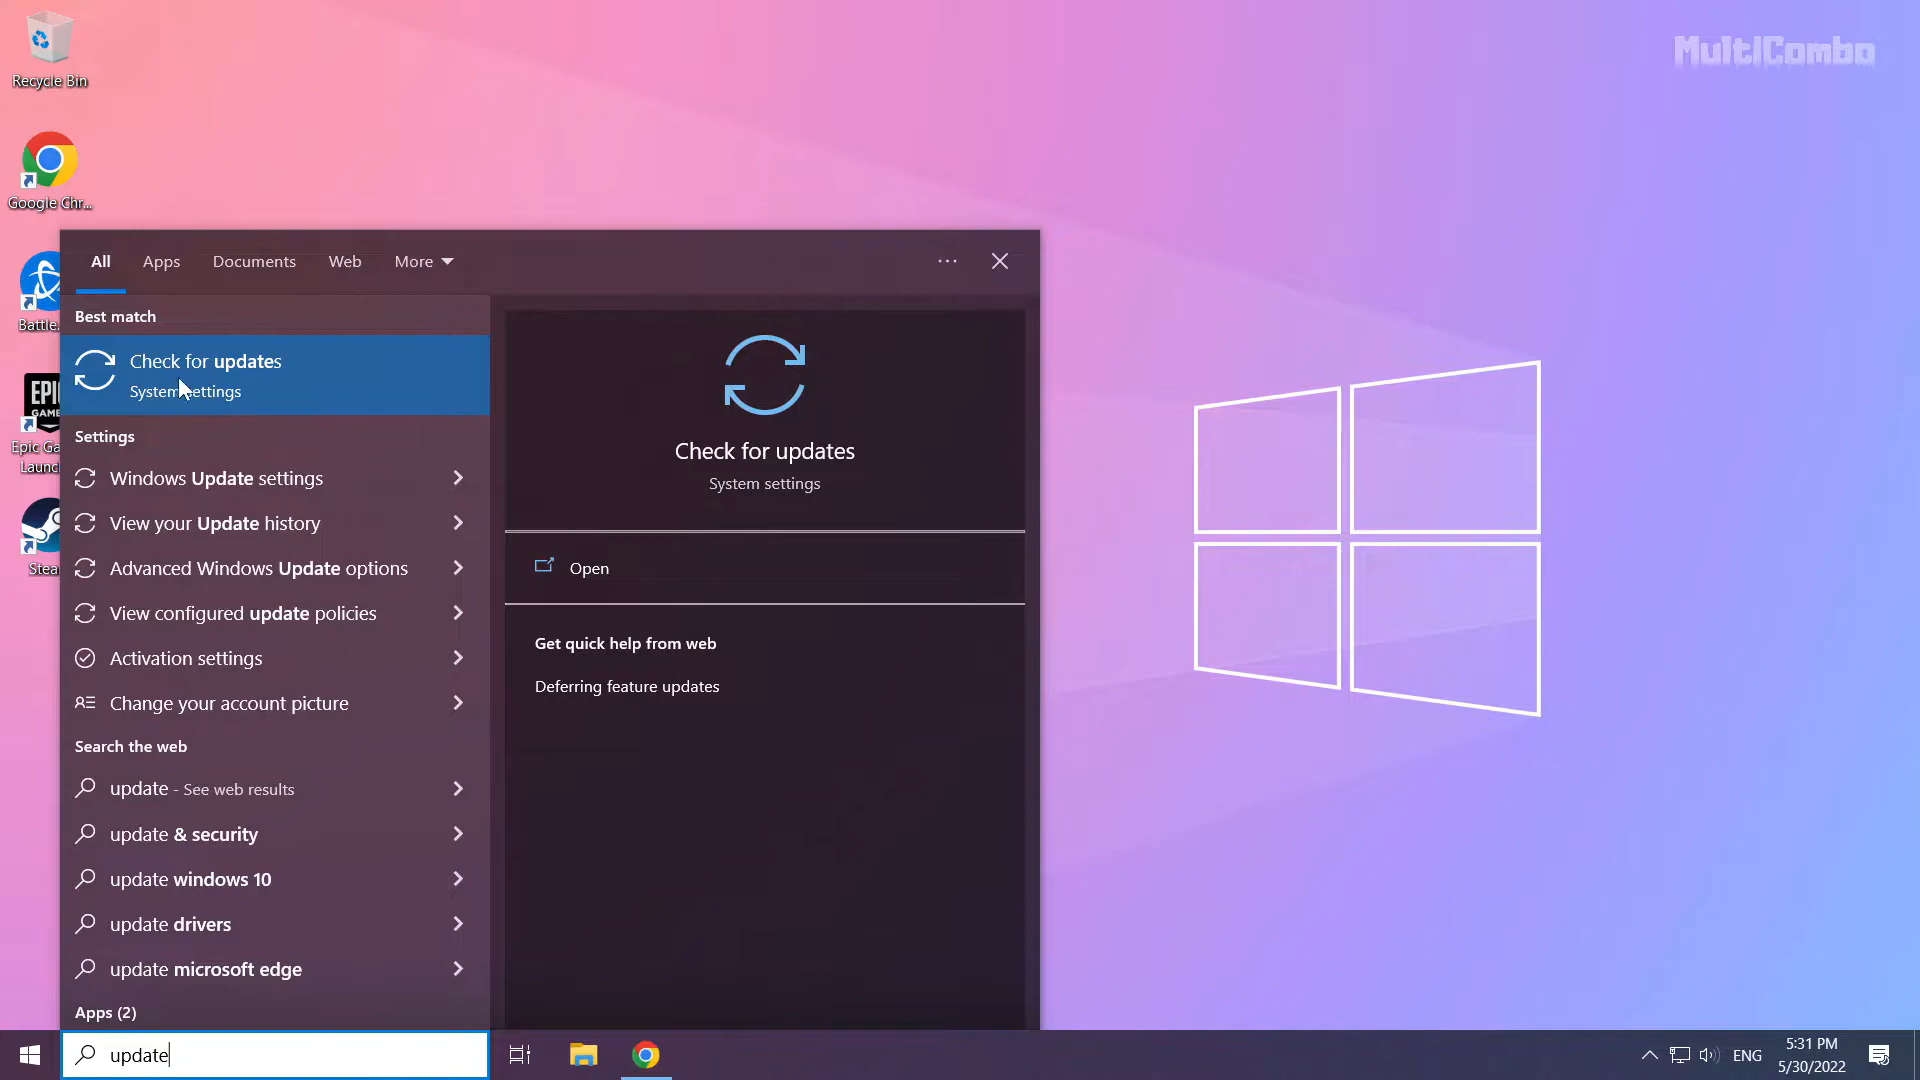 Recycle Bin
MultiCombo
Google Chr...
Battle.
EPIC
GAM
Epic Ga
Launc
Stea
All
Apps
Documents
Web
More
Best match
Check for updates
System settings
Settings
Windows Update settings
View your Update history
Advanced Windows Update options
View configured update policies
Activation settings
Change your account picture
Search the web
update - See web results
update & security
update windows 10
update drivers
update microsoft edge
Apps (2)
Check for updates
System settings
Open
Get quick help from web
Deferring feature updates
update
ENG
5:31 PM
5/30/2022